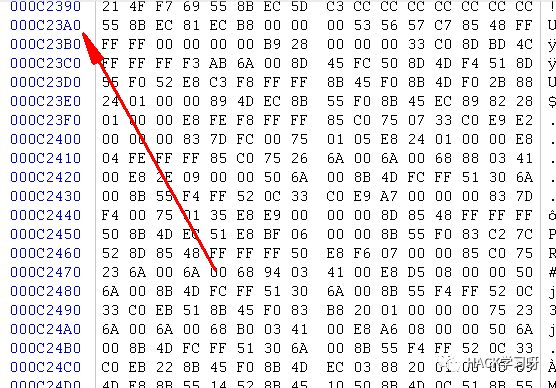 000C2390 21 4F F7 69 55 8B EC 5D C3 CC CC CC CC CC CC CC !
000C23A0 55 8B EC 81 EC B8 00 00 00 53 56 57 C7 85 48 FF U
000C23B0 FF FF 00 00 00 00 B9 28 00 00 00 33 C0 8D BD 4C ÿ
000C23C0 FF FF FF F3 AB 6A 00 8D 45 FC 50 8D 4D F4 51 8D ÿ
000C23D0 55 F0 52 E8 C3 F8 FF FF 8B 45 F0 8B 4D F0 2B 88 U
000C23E0 24 01 00 00 89 4D EC 8B 55 F0 8B 45 EC 89 82 28 $
000C23F0 01 00 00 E8 FE F8 FF FF 85 C0 75 07 33 C0 E9 E2 .
000C2400 00 00 00 83 7D FC 00 75 01 05 E8 24 01 00 00 E8 .
000C2410 04 FE FF FF 85 C0 75 26 6A 00 6A 00 68 88 03 41 .
000C2420 00 E8 2E 09 00 00 50 6A 00 8B 4D FC FF 51 30 6A .
000C2430 00 8B 55 F4 FF 52 0C 33 C0 E9 A7 00 00 00 83 7D .
000C2440 F4 00 75 01 35 E8 E9 00 00 00 8D 85 48 FF FF FF ô
000C2450 50 8B 4D EC 51 E8 BF 06 00 00 8B 55 F0 83 C2 7C P
000C2460 52 8D 85 48 FF FF FF 50 E8 F6 07 00 00 85 C0 75 R
000C2470 23 6A 00 6A 00 68 94 03 41 00 E8 D5 08 00 00 50 #
000C2480 6A 00 8B 4D FC FF 51 30 6A 00 8B 55 F4 FF 52 0C j
000C2490 33 C0 EB 51 8B 45 F0 83 B8 20 01 00 00 00 75 23 3
000C24A0 6A 00 6A 00 68 B0 03 41 00 E8 A6 08 00 00 50 6A j
000C24B0 00 8B 4D FC FF 51 30 6A 00 8B 55 F4 FF 52 0C 33 .
000C24C0 C0 EB 22 8B 45 F0 8B 4D EC 03 88 20 A
HACK学习呀